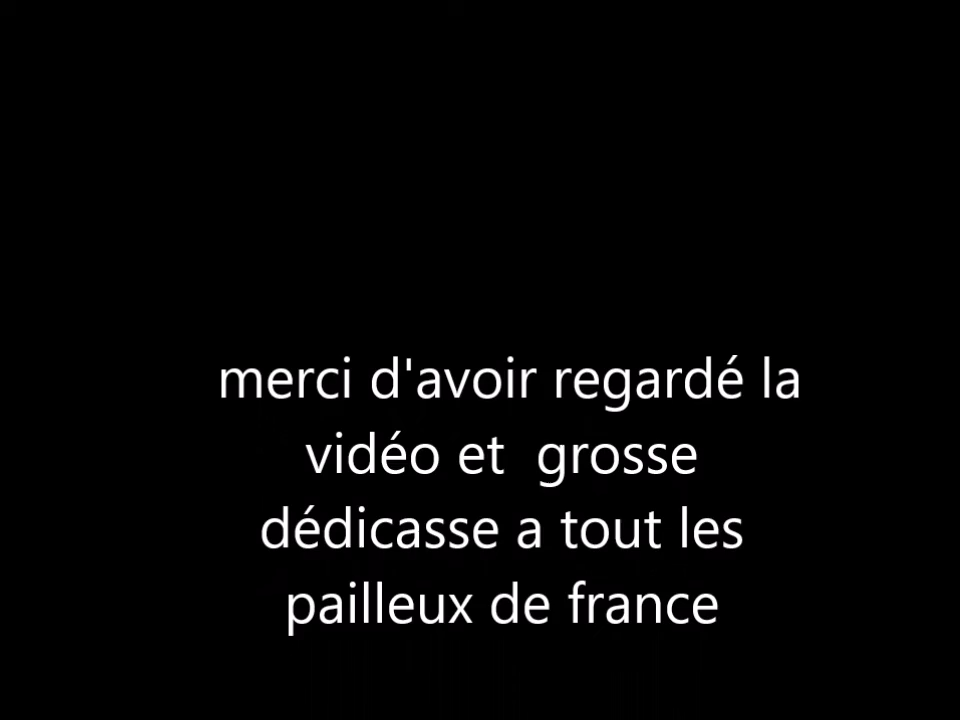 merci d'avoir regardé la
vidéo et  grosse
dédicasse a tout les
pailleux de france